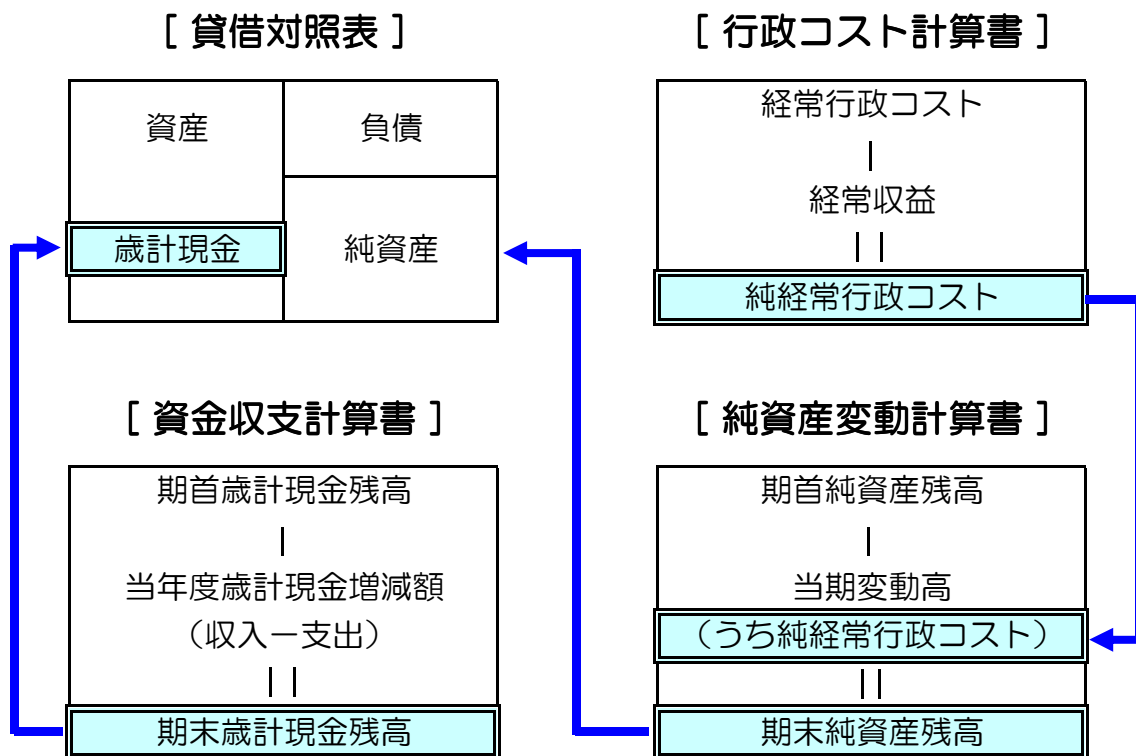 [ 貸借対照表 ]
資産
負債
歳計現金
純資産
[ 行政コスト計算書 ]
経常行政コスト
|
経常収益
||
純経常行政コスト
[ 資金収支計算書 ]
期首歳計現金残高
|
当年度歳計現金増減額
（収入－支出）
||
期末歳計現金残高
[ 純資産変動計算書 ]
期首純資産残高
|
当期変動高
（うち純経常行政コスト）
||
期末純資産残高